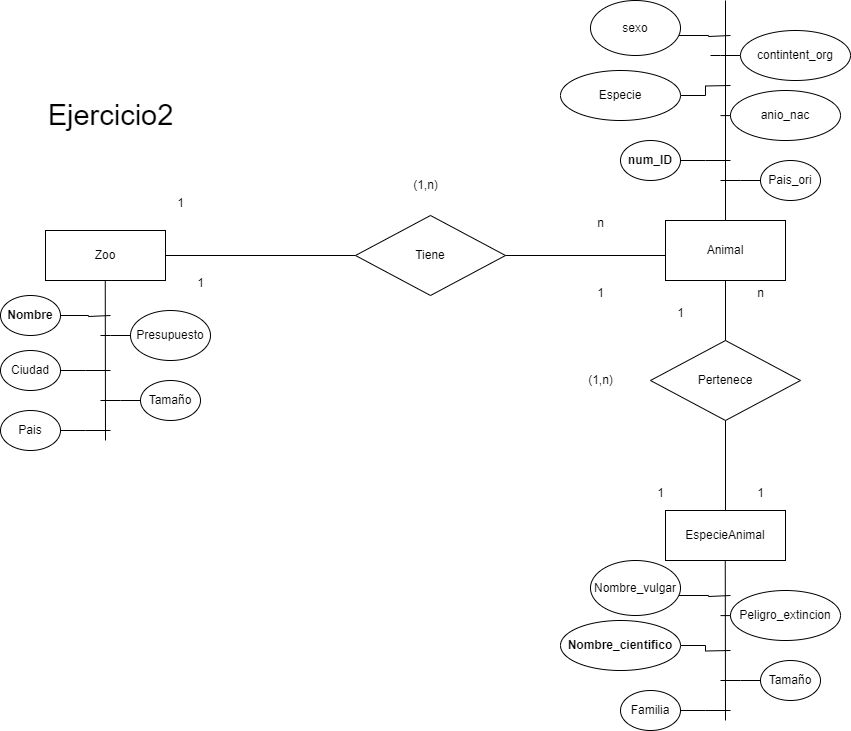 sexo
contintent_org
Especie
anio_nac
Ejercicio2
num_ID
Pais_ori
(1,n)
1
n
Zoo
Tiene
Animal
1
1
n
1
Nombre
Presupuesto
Ciudad
(1,n)
Pertenece
Tamaño
Pais
1
1
EspecieAnimal
Nombre_vulgar
Peligro_extincion
Nombre_cientifico
Tamaño
Familia